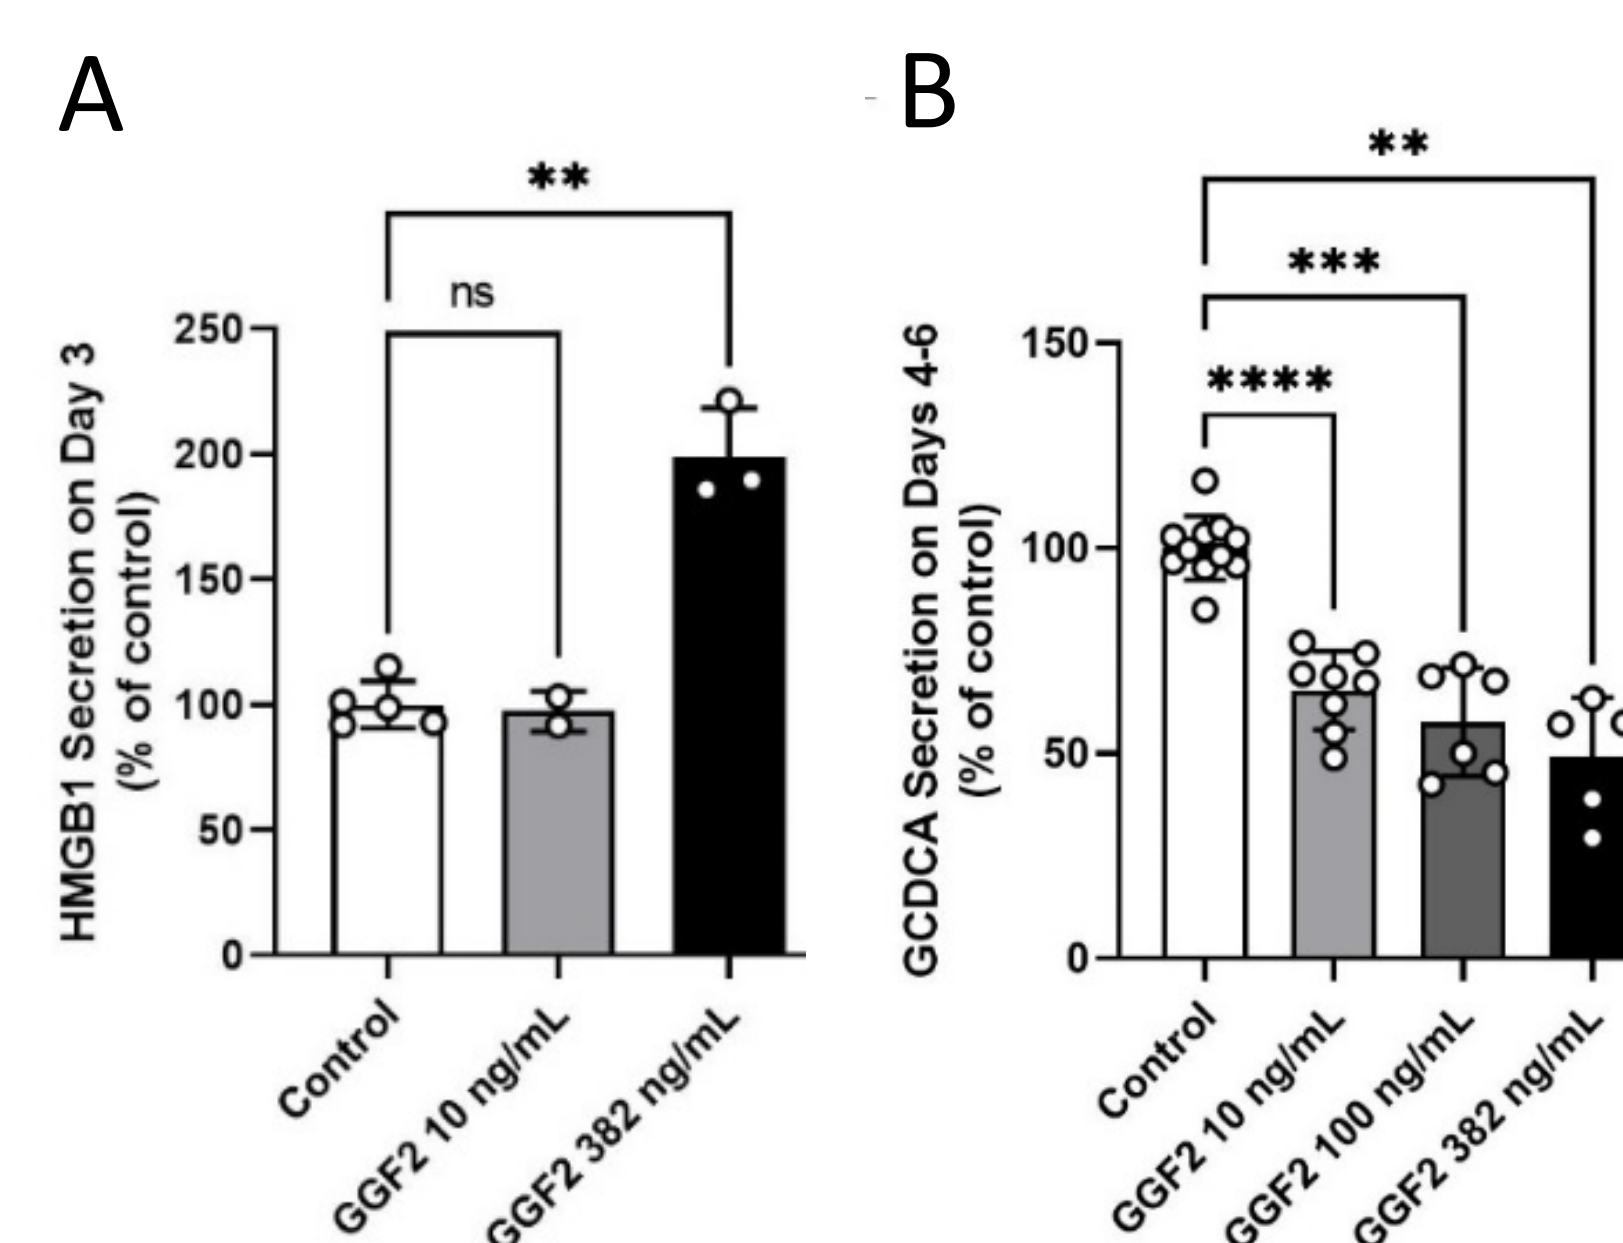 A
**
ns
HMGB1 Secretion on Day 3
(% of control)
250
200
150
100
50
0
Control
GGF2 10 ng/mL
GGF2 382 ng/mL
B
**
***
****
GCDCA Secretion on Days 4-6
(% of control)
150
100
50
0
Control
GGF2 10 ng/mL
GGF2 100 ng/mL
GGF2 382 ng/mL